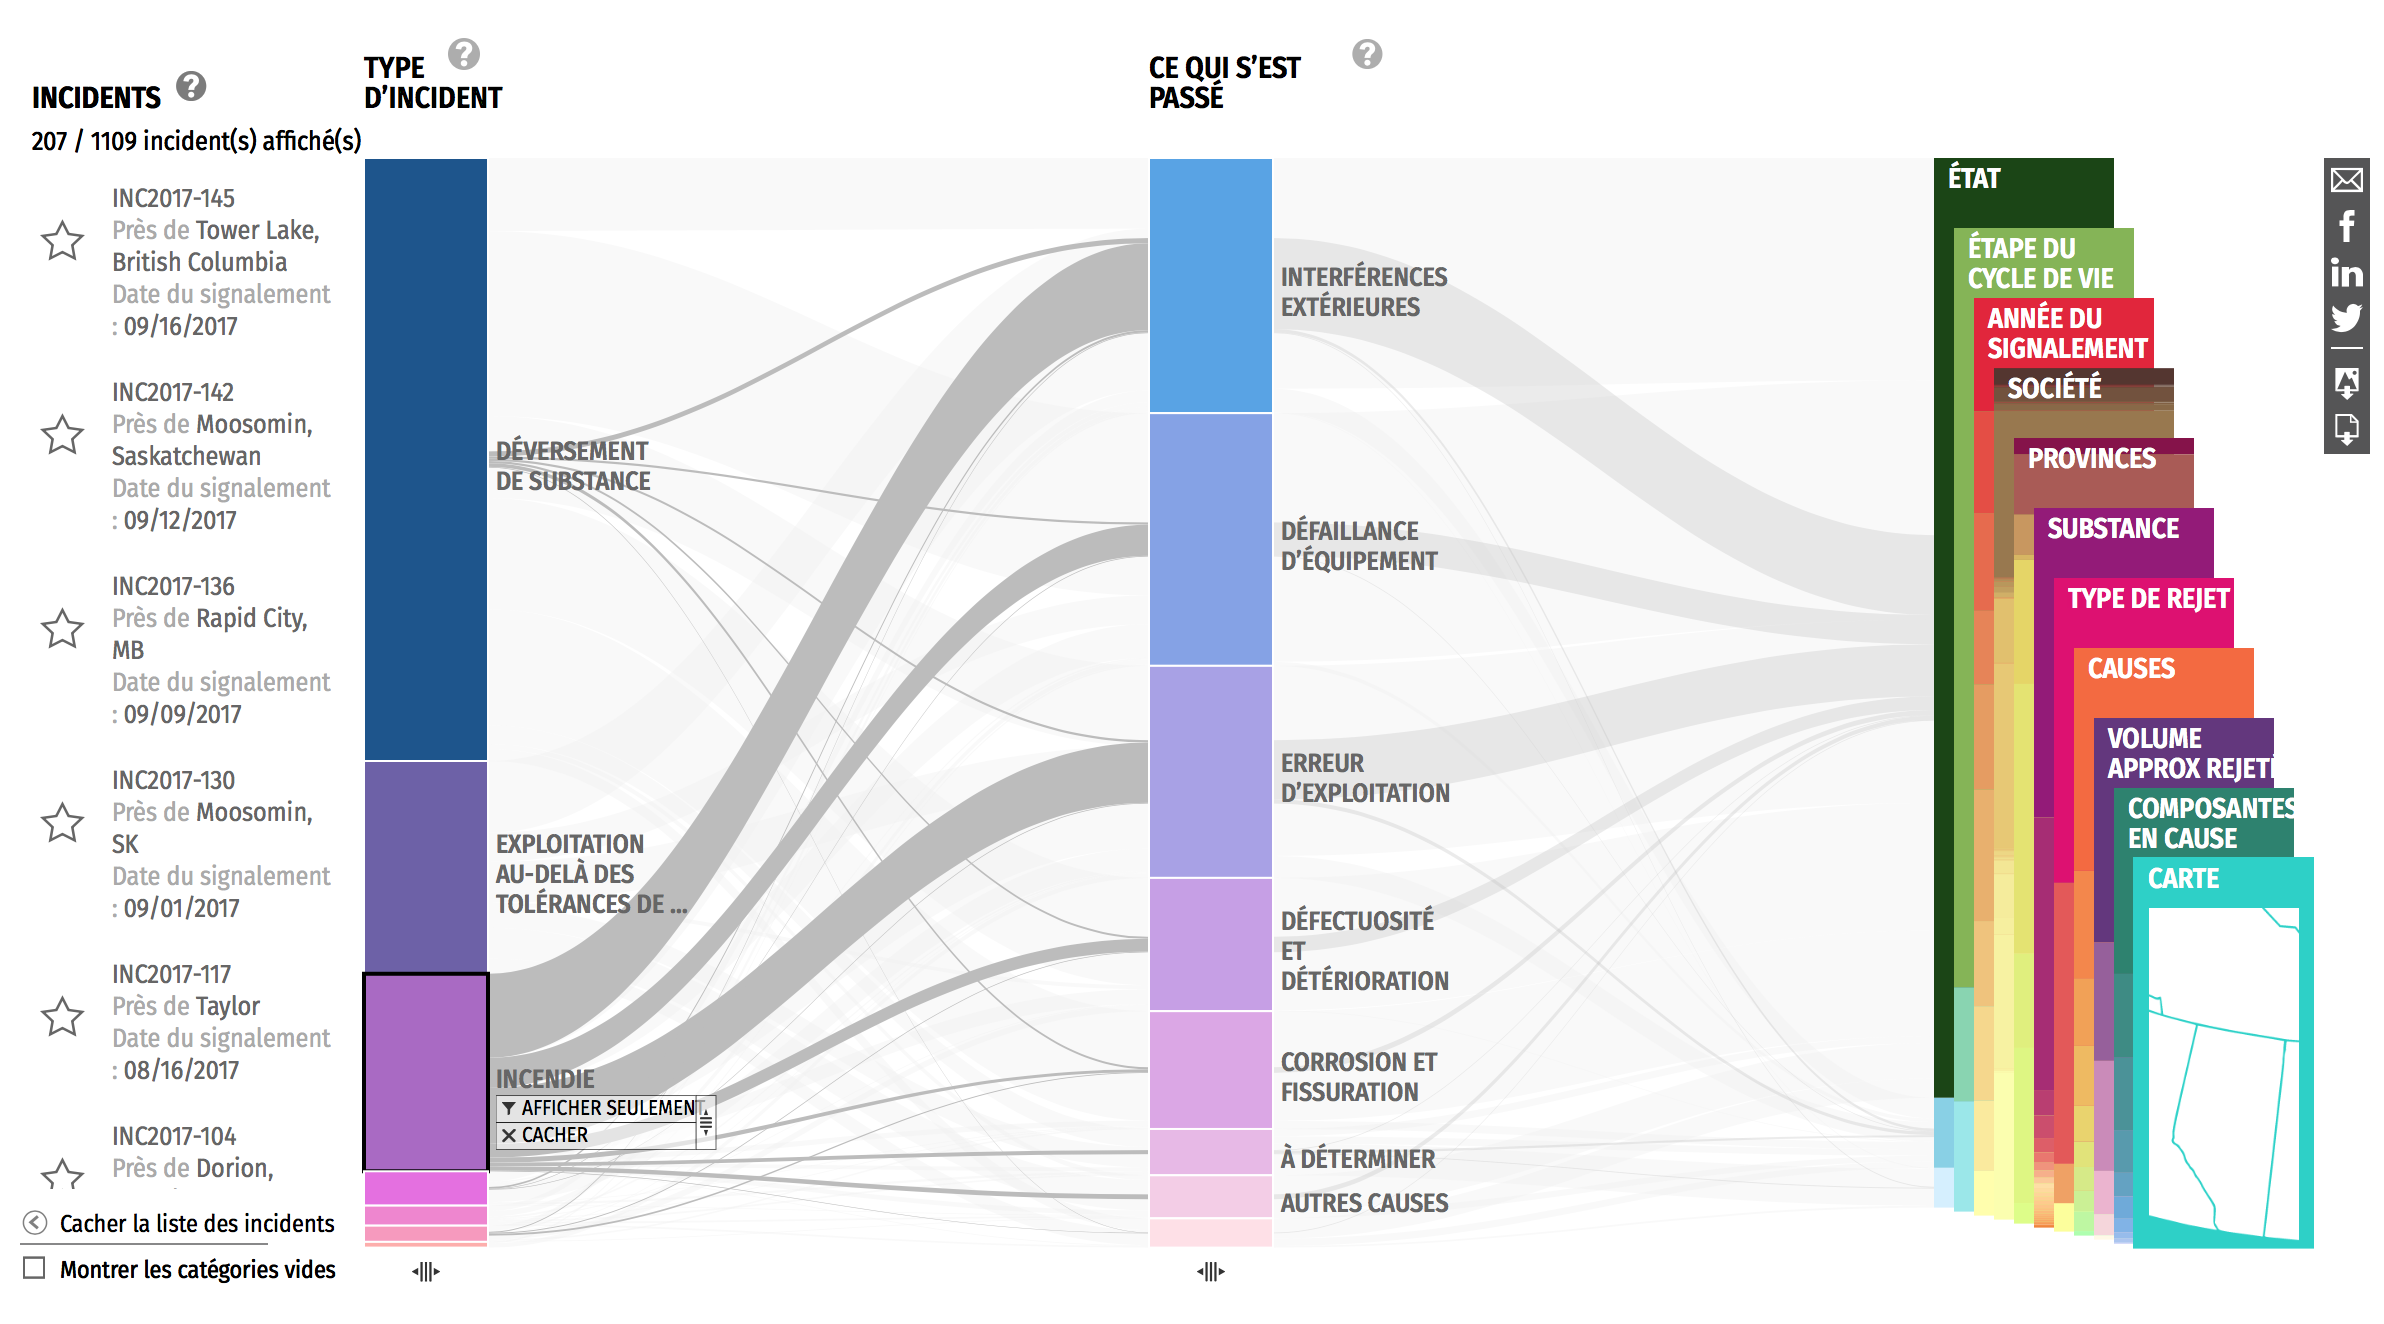 INCIDENTS
207 / 1109 incident(s) affiché(s)
INC2017-145
Près de Tower Lake,
British Columbia
Date du signalement
: 09/16/2017
INC2017-142
Près de Moosomin,
Saskatchewan
Date du signalement
: 09/12/2017
INC2017-136
Près de Rapid City,
MB
Date du signalement
: 09/09/2017
INC2017-130
Près de Moosomin,
SK
Date du signalement
: 09/01/2017
INC2017-117
Près de Taylor
Date du signalement
: 08/16/2017
INC2017-104
Près de Dorion,
Cacher la liste des incidents
Montrer les catégories vides
TYPE
D'INCIDENT
DÉVERSEMENT
DE SUBSTANCE
EXPLOITATION
AU-DELÀ DES
TOLÉRANCES DE ...
INCENDIE
AFFICHER SEULEMENT
CACHER
CE QUI S'EST
PASSÉ
INTERFÉRENCES
EXTÉRIEURES
DÉFAILLANCE
D'ÉQUIPEMENT
ERREUR
D'EXPLOITATION
DÉFECTUOSITÉ
ET
DÉTÉRIORATION
CORROSION ET
FISSURATION
À DÉTERMINER
AUTRES CAUSES
ÉTAT
ÉTAPE DU
CYCLE DE VIE
ANNÉE DU
SIGNALEMENT
SOCIÉTÉ
PROVINCES
SUBSTANCE
TYPE DE REJET
CAUSES
VOLUME
APPROX REJETÉ
COMPOSANTES
EN CAUSE
CARTE